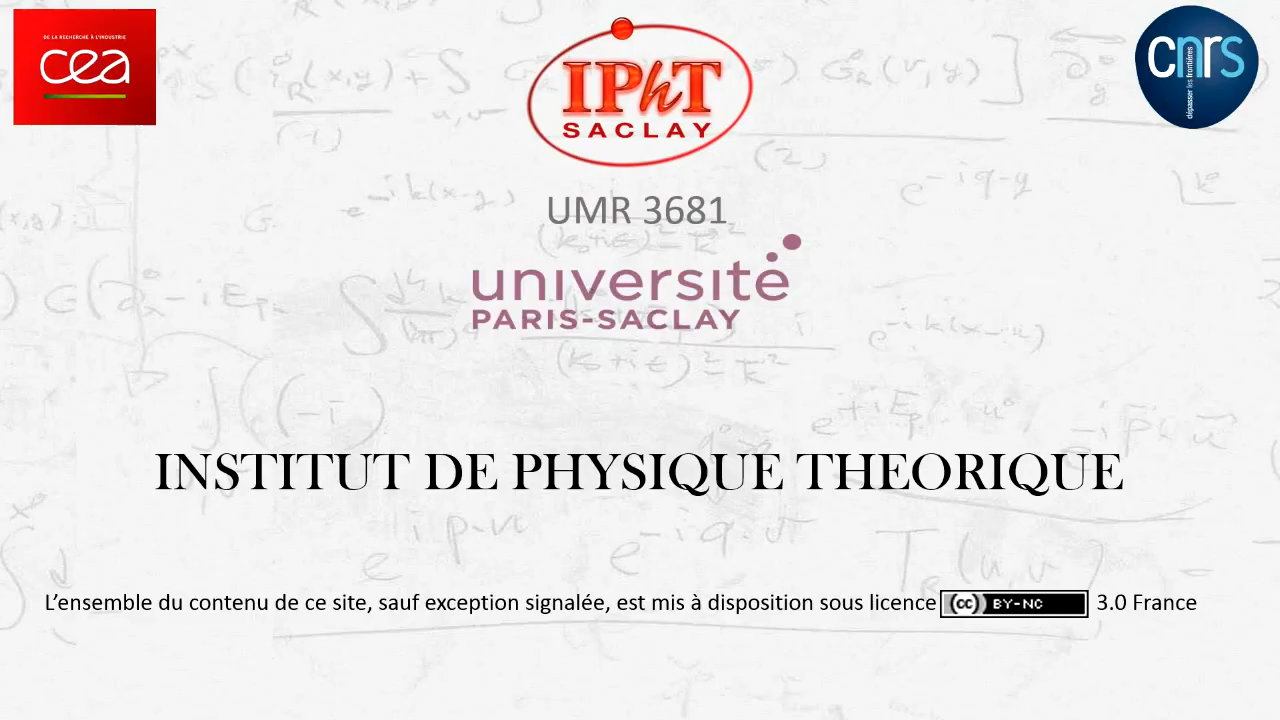 DE LA RECHERCHE À L'INDUSTRIE
cea
IPhT
SACLAY
cnrs
dépasser les frontières
UMR 3681
université
PARIS-SACLAY
INSTITUT DE PHYSIQUE THEORIQUE
L'ensemble du contenu de ce site, sauf exception signalée, est mis à disposition sous licence (cc) BY-NC 3.0 France